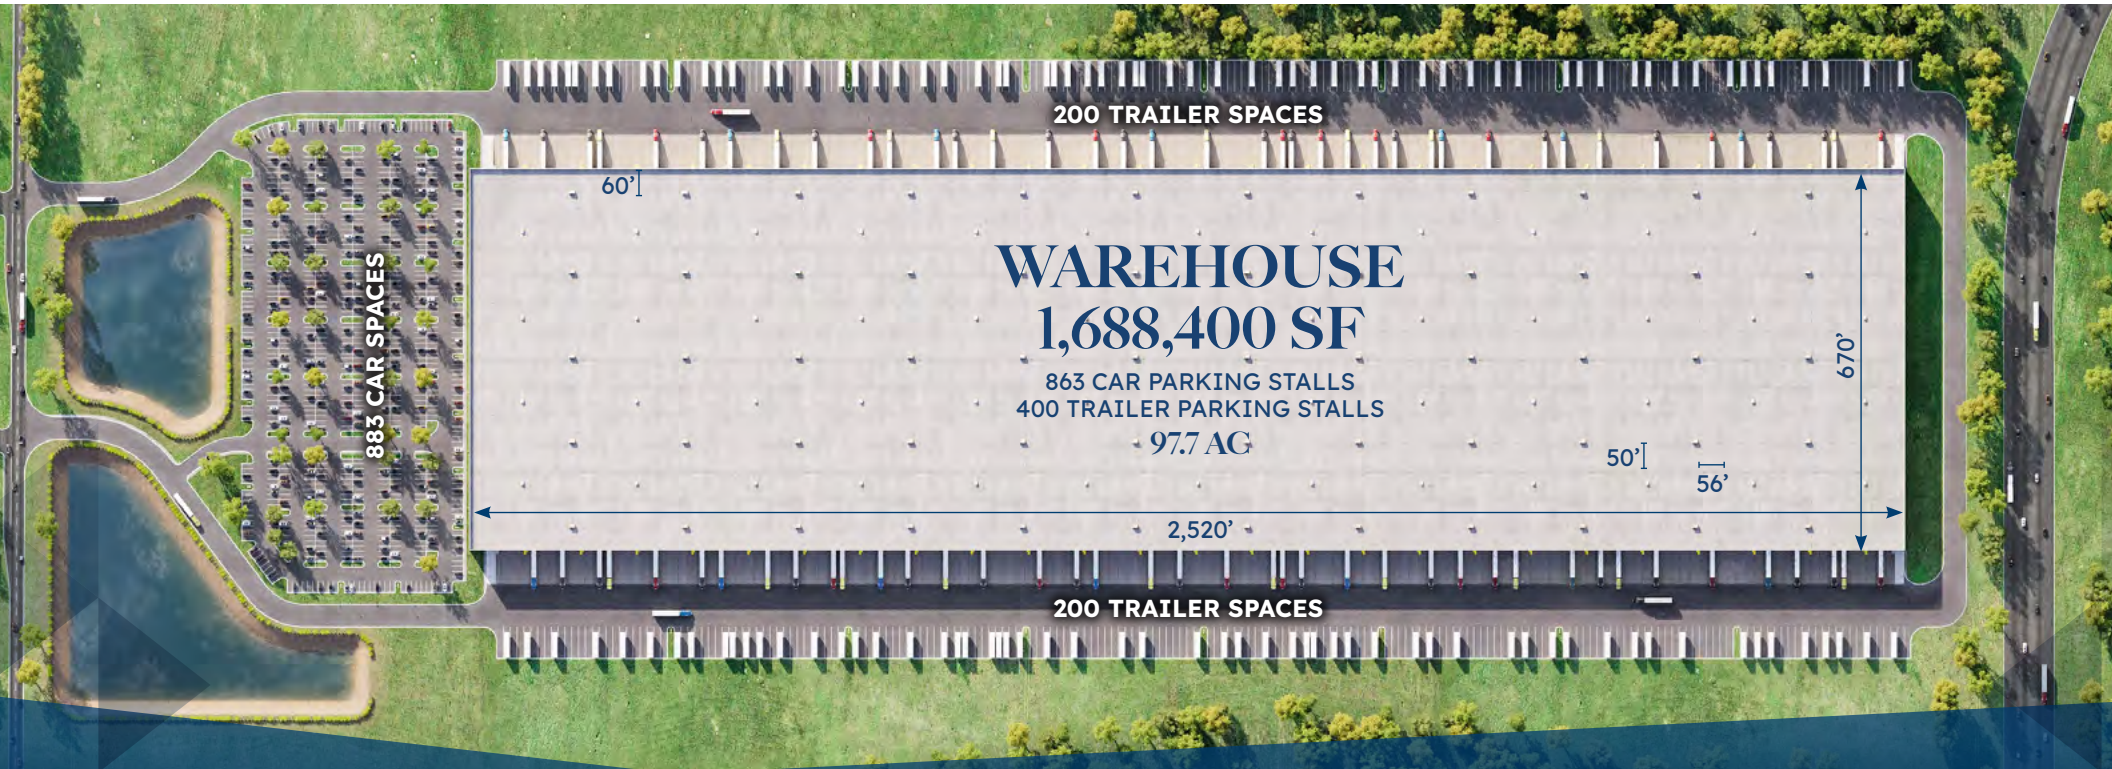 200 TRAILER SPACES
60’
WAREHOUSE
1,688,400 SF
863 CAR PARKING STALLS
400 TRAILER PARKING STALLS
97.7 AC
883 CAR SPACES
670’
50’
56’
2,520’
200 TRAILER SPACES